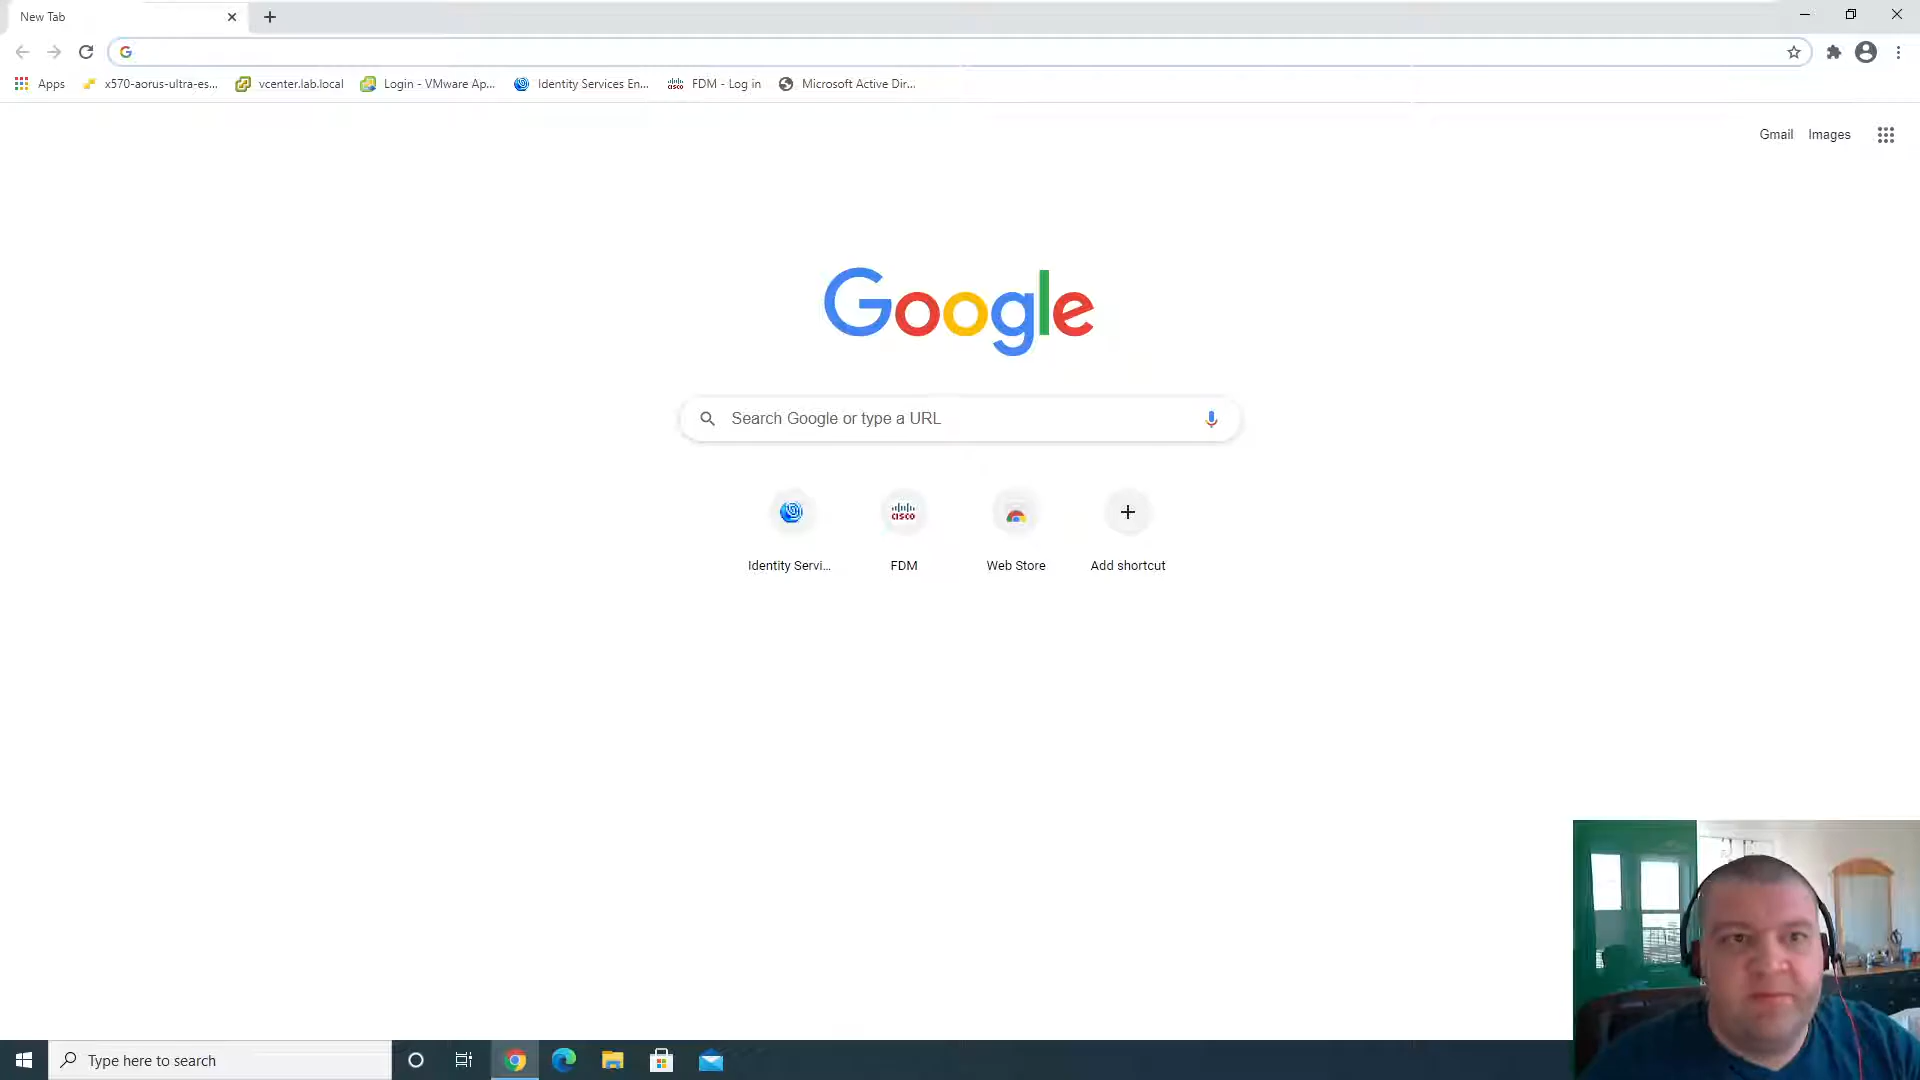 New Tab
Apps
x570-aorus-ultra-es...
vcenter.lab.local
Login - VMware Ap...
Identity Services En...
FDM - Log in
Microsoft Active Dir...
Gmail
Images
Google
Search Google or type a URL
CISCO
Identity Servi...
FDM
Web Store
Add shortcut
Type here to search